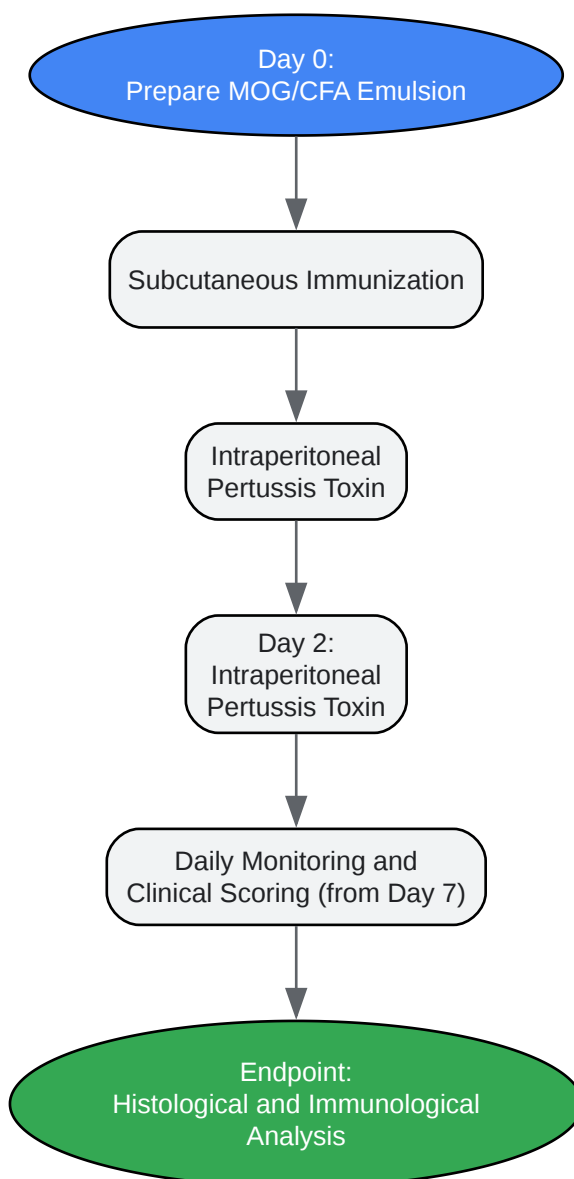 Day 0:
Prepare MOG/CFA Emulsion
Subcutaneous Immunization
Intraperitoneal
Pertussis Toxin
Day 2:
Intraperitoneal
Pertussis Toxin
Daily Monitoring and
Clinical Scoring (from Day 7)
Endpoint:
Histological and Immunological
Analysis